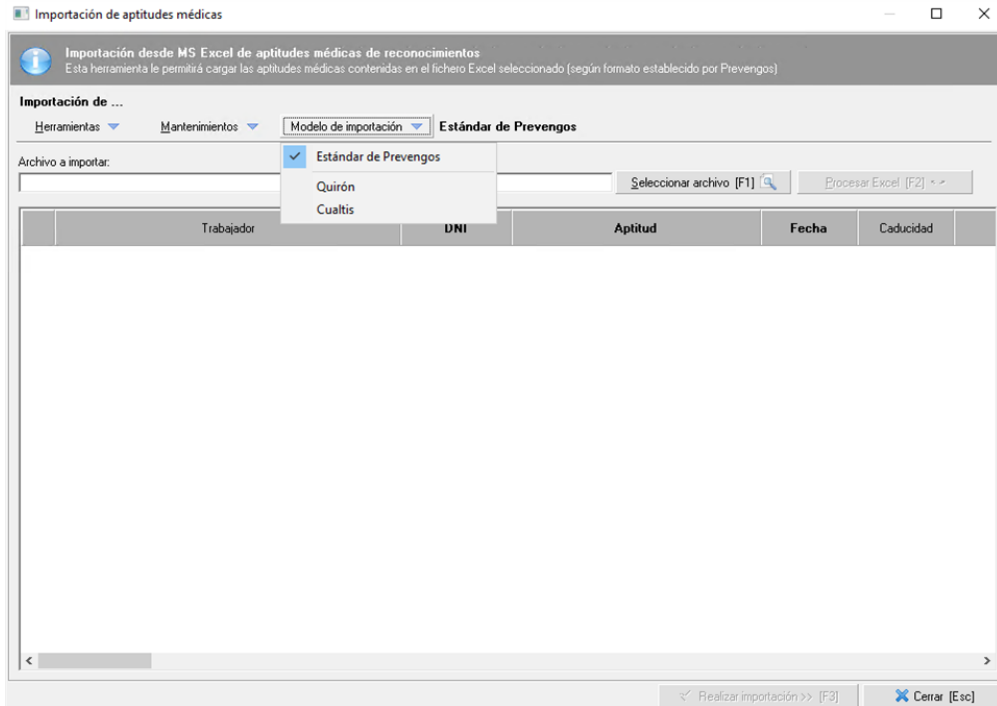 Importación de aptitudes médicas
Importación desde MS Excel de aptitudes médicas de reconocimientos
Esta herramienta le permitirá cargar las aptitudes médicas contenidas en el fichero Excel seleccionado (según formato establecido por Prevengos)
Importación de ...
Herramientas Mantenimientos Modelo de importación Estándar de Prevengos
Estándar de Prevengos
Archivo a importar:
Seleccionar archivo [F1] Procesar Excel [F2]
Quirón
Cualtis
Trabajador DNI Aptitud Fecha Caducidad
Realizar importación >> [F3] Cerrar [Esc]